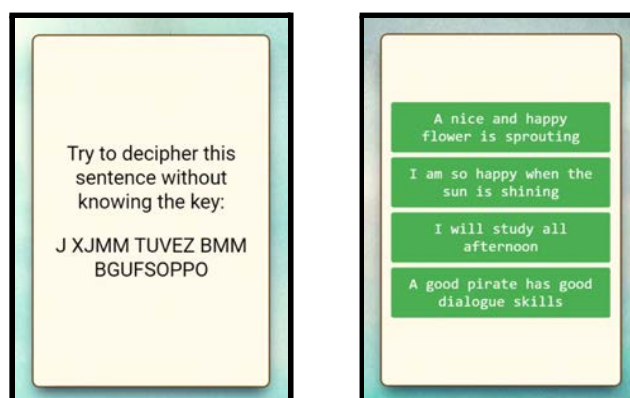 Try to decipher this
sentence without
knowing the key:
J XJMM TUVEZ BMM
BGUFSOPPO
A nice and happy
flower is sprouting
I am so happy when the
sun is shining
I will study all
afternoon
A good pirate has good
dialogue skills